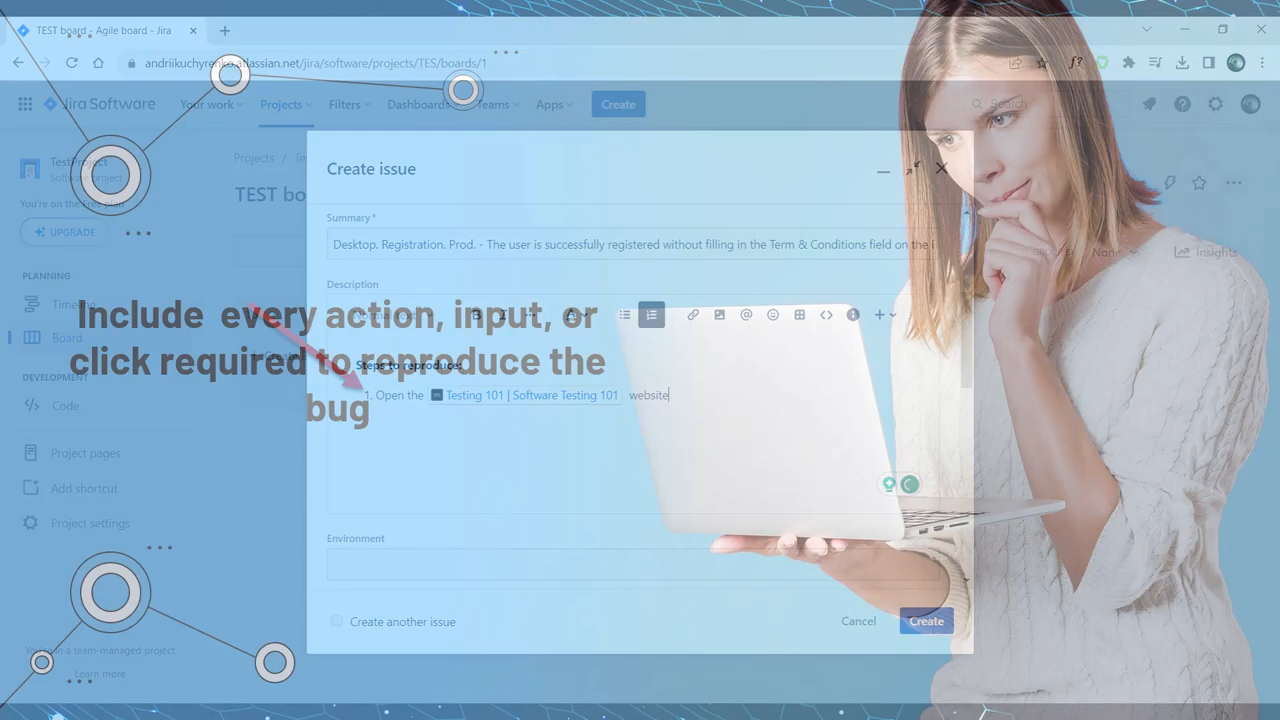 TEST board - Agile board - Jira
andriikuchyrenko.atlassian.net/jira/software/projects/TES/boards/1
Jira Software
Your work
Projects
Filters
Dashboards
Teams
Apps
Create
Search
TestProject
Software project
You're on the Free plan
UPGRADE
PLANNING
Timeline
Board
DEVELOPMENT
Code
Project pages
Add shortcut
Project settings
You're in a team-managed project
Learn more
Projects /
TEST bo
Insights
Create issue
Summary*
Desktop. Registration. Prod. - The user is successfully registered without filling in the Term & Conditions field on the
Description
Include every action, input, or
click required to reproduce the
bug
Steps to reproduce:
1. Open the Testing 101 | Software Testing 101 website
Environment
Create another issue
Cancel
Create